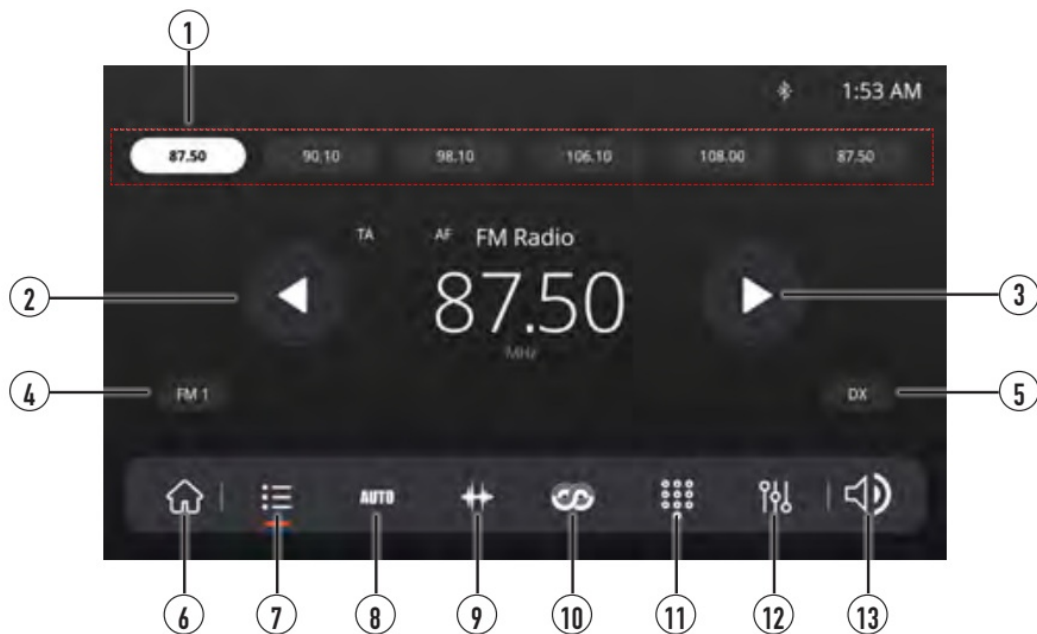 1
1:53 AM
87.50 90.10 98.10 106.10 108.00 87.50
TA AF FM Radio
2 87.50 3
MHz
4 FM 1 DX 5
AUTO
6 7 8 9 10 11 12 13